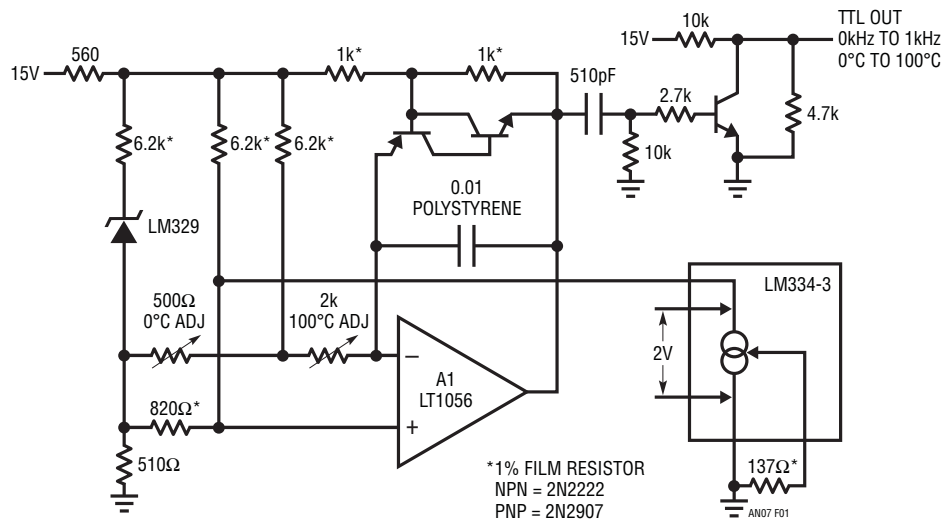 15V
560
1k*
1k*
510pF
15V
10k
TTL OUT
0kHz TO 1kHz
0°C TO 100°C
2.7k
4.7k
10k
6.2k*
6.2k*
6.2k*
0.01
POLYSTYRENE
LM329
LM334-3
500Ω
0°C ADJ
2k
100°C ADJ
2V
–
A1
LT1056
+
820Ω*
510Ω
137Ω*
*1% FILM RESISTOR
NPN = 2N2222
PNP = 2N2907
AN07 F01